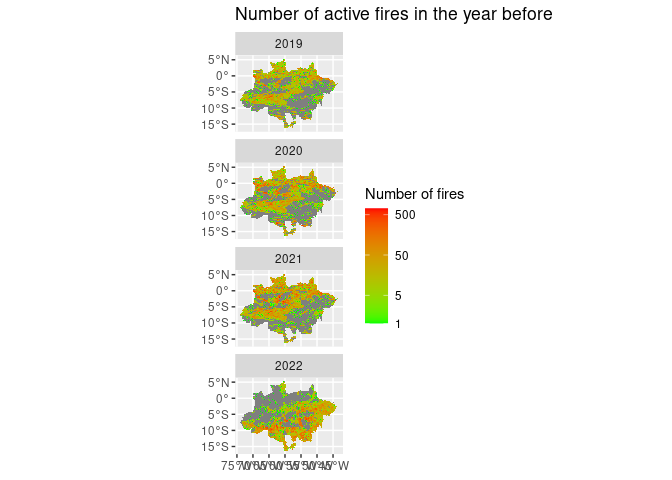 Number of active fires in the year before
2019
5°N
0°
5°S
10°S
15°S
2020
5°N
0°
5°S
10°S
15°S
Number of fires
500
50
5
1
2021
5°N
0°
5°S
10°S
15°S
2022
5°N
0°
5°S
10°S
15°S
75°W70°W65°W60°W55°W50°W45°W